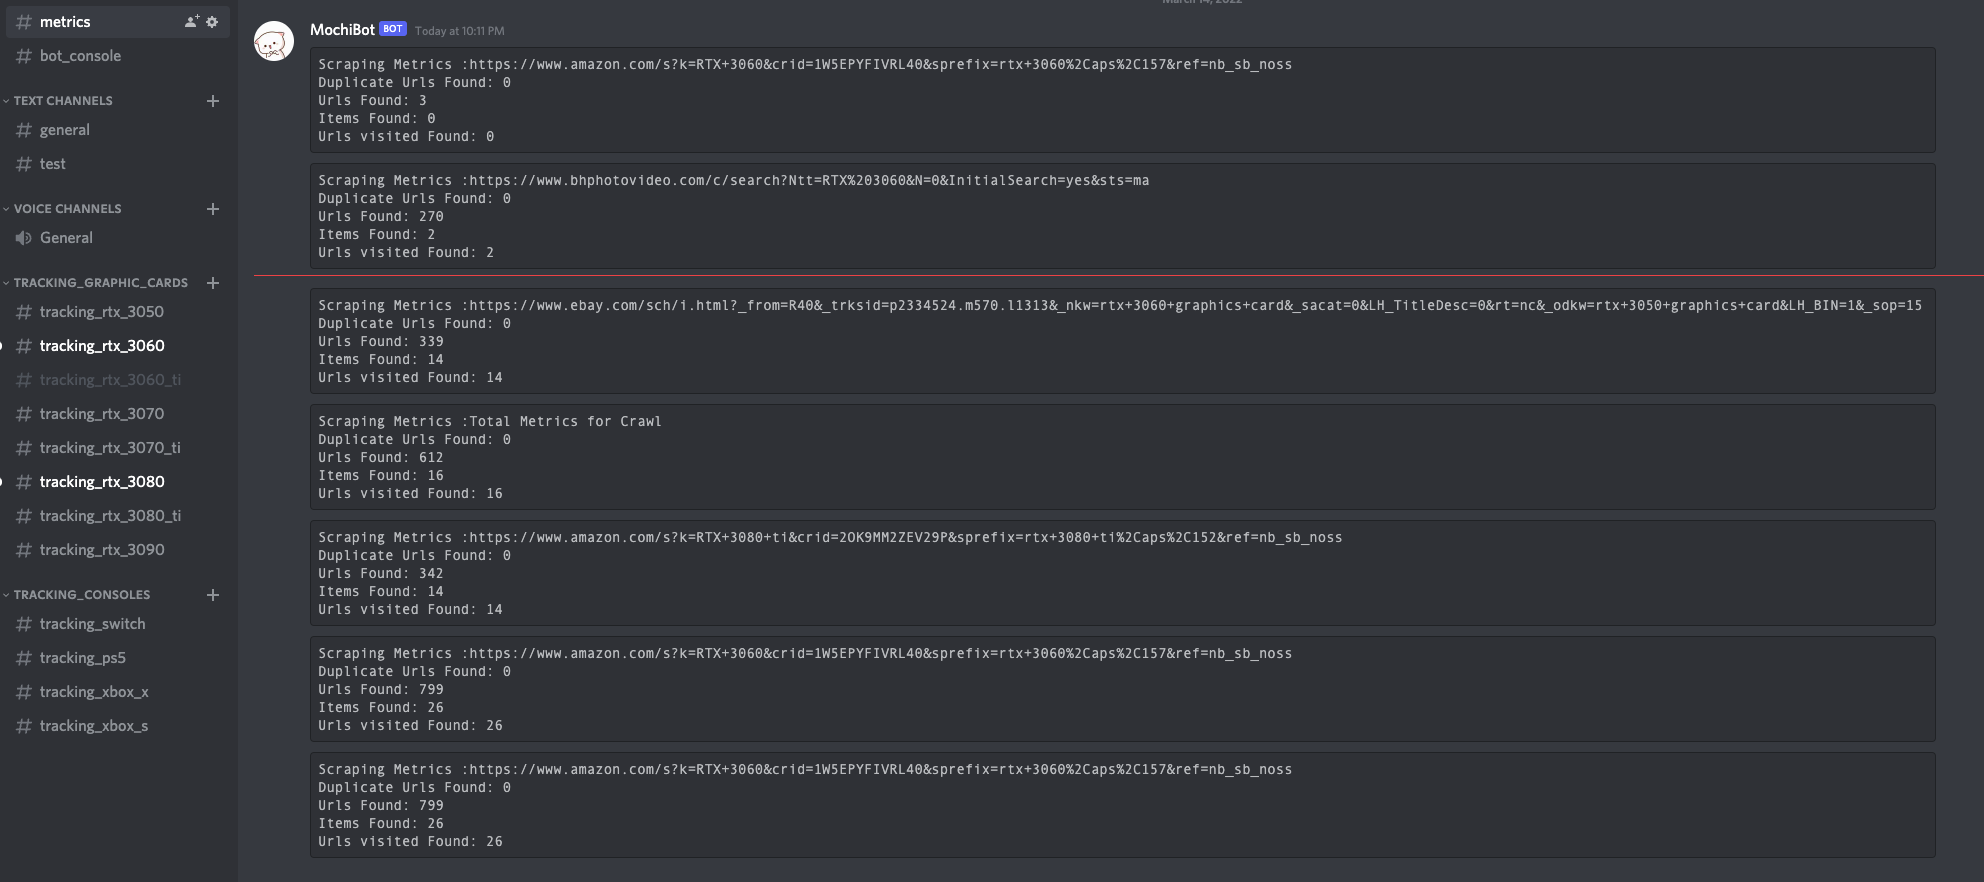 metrics
bot_console
TEXT CHANNELS
general
test
VOICE CHANNELS
General
TRACKING_GRAPHIC_CARDS
tracking_rtx_3050
tracking_rtx_3060
tracking_rtx_3060_ti
tracking_rtx_3070
tracking_rtx_3070_ti
tracking_rtx_3080
tracking_rtx_3080_ti
tracking_rtx_3090
TRACKING_CONSOLES
tracking_switch
tracking_ps5
tracking_xbox_x
tracking_xbox_s
March 14, 2022
MochiBot BOT Today at 10:11 PM
Scraping Metrics :https://www.amazon.com/s?k=RTX+3060&crid=1W5EPYFIVRL40&sprefix=rtx+3060%2Caps%2C157&ref=nb_sb_noss
Duplicate Urls Found: 0
Urls Found: 3
Items Found: 0
Urls visited Found: 0
Scraping Metrics :https://www.bhphotovideo.com/c/search?Ntt=RTX%203060&N=0&InitialSearch=yes&sts=ma
Duplicate Urls Found: 0
Urls Found: 270
Items Found: 2
Urls visited Found: 2
Scraping Metrics :https://www.ebay.com/sch/i.html?_from=R40&_trksid=p2334524.m570.l1313&_nkw=rtx+3060+graphics+card&_sacat=0&LH_TitleDesc=0&rt=nc&_odkw=rtx+3050+graphics+card&LH_BIN=1&_sop=15
Duplicate Urls Found: 0
Urls Found: 339
Items Found: 14
Urls visited Found: 14
Scraping Metrics :Total Metrics for Crawl
Duplicate Urls Found: 0
Urls Found: 612
Items Found: 16
Urls visited Found: 16
Scraping Metrics :https://www.amazon.com/s?k=RTX+3080+ti&crid=2OK9MM2ZEV29P&sprefix=rtx+3080+ti%2Caps%2C152&ref=nb_sb_noss
Duplicate Urls Found: 0
Urls Found: 342
Items Found: 14
Urls visited Found: 14
Scraping Metrics :https://www.amazon.com/s?k=RTX+3060&crid=1W5EPYFIVRL40&sprefix=rtx+3060%2Caps%2C157&ref=nb_sb_noss
Duplicate Urls Found: 0
Urls Found: 799
Items Found: 26
Urls visited Found: 26
Scraping Metrics :https://www.amazon.com/s?k=RTX+3060&crid=1W5EPYFIVRL40&sprefix=rtx+3060%2Caps%2C157&ref=nb_sb_noss
Duplicate Urls Found: 0
Urls Found: 799
Items Found: 26
Urls visited Found: 26